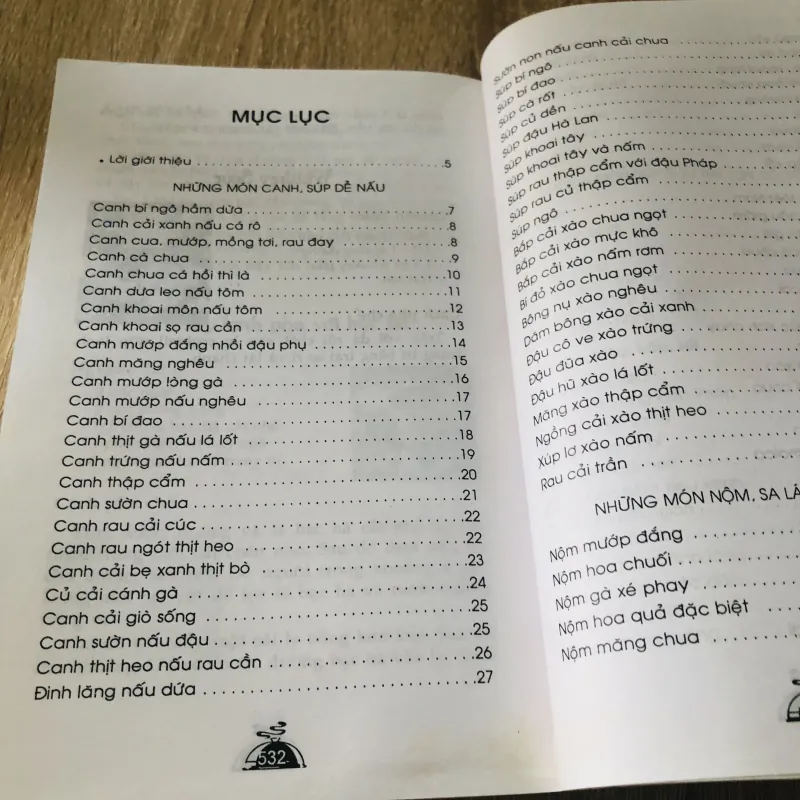 MỤC LỤC
• Lời giới thiệu ..... 5
NHỮNG MÓN CANH, SÚP DỄ NẤU
Canh bí ngô hầm dừa ..... 7
Canh cải xanh nấu cá rô ..... 8
Canh cua, mướp, mồng tơi, rau đay ..... 8
Canh cà chua ..... 9
Canh chua cá hồi thì là ..... 10
Canh dưa leo nấu tôm ..... 11
Canh khoai môn nấu tôm ..... 12
Canh khoai sọ rau cần ..... 13
Canh mướp đắng nhồi đậu phụ ..... 14
Canh măng nghêu ..... 15
Canh mướp lòng gà ..... 16
Canh mướp nấu nghêu ..... 17
Canh bí đao ..... 17
Canh thịt gà nấu lá lốt ..... 18
Canh trứng nấu nấm ..... 19
Canh thập cẩm ..... 20
Canh sườn chua ..... 21
Canh rau cải cúc ..... 22
Canh rau ngót thịt heo ..... 22
Canh cải bẹ xanh thịt bò ..... 23
Củ cải cánh gà ..... 24
Canh cải giò sống ..... 25
Canh sườn nấu đậu ..... 25
Canh thịt heo nấu rau cần ..... 26
Đinh lăng nấu dứa ..... 27
532
Sườn non nấu canh cải chua .....
Súp bí ngô .....
Súp bí đao .....
Súp cà rốt .....
Súp củ dền .....
Súp đậu Hà Lan .....
Súp khoai tây .....
Súp khoai tây và nấm .....
Súp rau thập cẩm với đậu Pháp .....
Súp rau củ thập cẩm .....
Súp ngô .....
Bắp cải xào chua ngọt .....
Bắp cải xào mực khô .....
Bắp cải xào nấm rơm .....
Bí đỏ xào chua ngọt .....
Bông nụ xào nghêu .....
Dăm bông xào cải xanh .....
Đậu cô ve xào trứng .....
Đậu đũa xào .....
Đậu hũ xào lá lốt .....
Măng xào thập cẩm .....
Ngồng cải xào thịt heo .....
Xúp lơ xào nấm .....
Rau cải trần .....
NHỮNG MÓN NỘM, SA LÁ
Nộm mướp đắng .....
Nộm hoa chuối .....
Nộm gà xé phay .....
Nộm hoa quả đặc biệt .....
Nộm măng chua .....